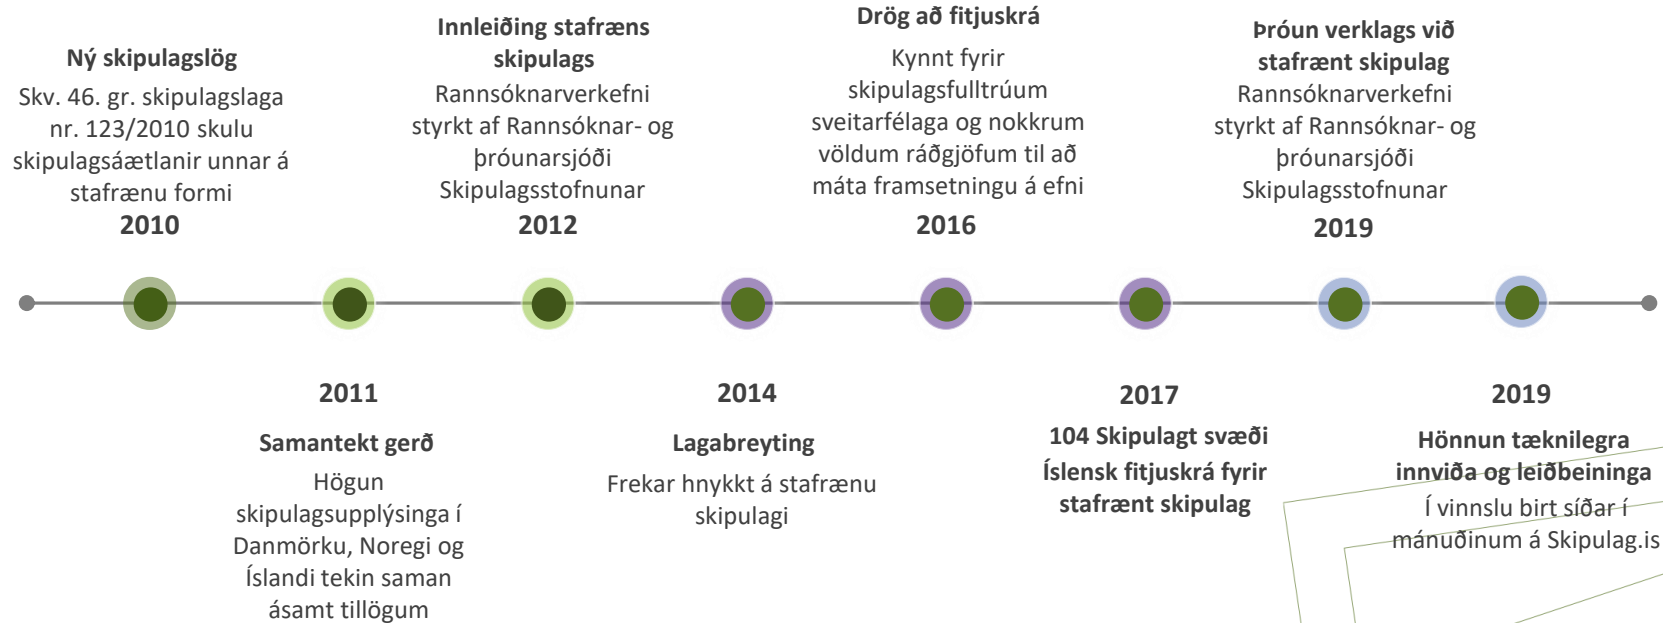 Ný skipulagslög
Skv. 46. gr. skipulagslaga
nr. 123/2010 skulu
skipulagsáætlanir unnar á
stafrænu formi
2010
Innleiðing stafræns
skipulags
Rannsóknarverkefni
styrkt af Rannsóknar- og
þróunarsjóði
Skipulagsstofnunar
2012
Drög að fitjuskrá
Kynnt fyrir
skipulagsfulltrúum
sveitarfélaga og nokkrum
völdum ráðgjöfum til að
máta framsetningu á efni
2016
Þróun verklags við
stafrænt skipulag
Rannsóknarverkefni
styrkt af Rannsóknar- og
þróunarsjóði
Skipulagsstofnunar
2019
2011
Samantekt gerð
Högun
skipulagsupplýsinga í
Danmörku, Noregi og
Íslandi tekin saman
ásamt tillögum
2014
Lagabreyting
Frekar hnykkt á stafrænu
skipulagi
2017
104 Skipulagt svæði
Íslensk fitjuskrá fyrir
stafrænt skipulag
2019
Hönnun tæknilegra
innviða og leiðbeininga
Í vinnslu birt síðar í
mánuðinum á Skipulag.is